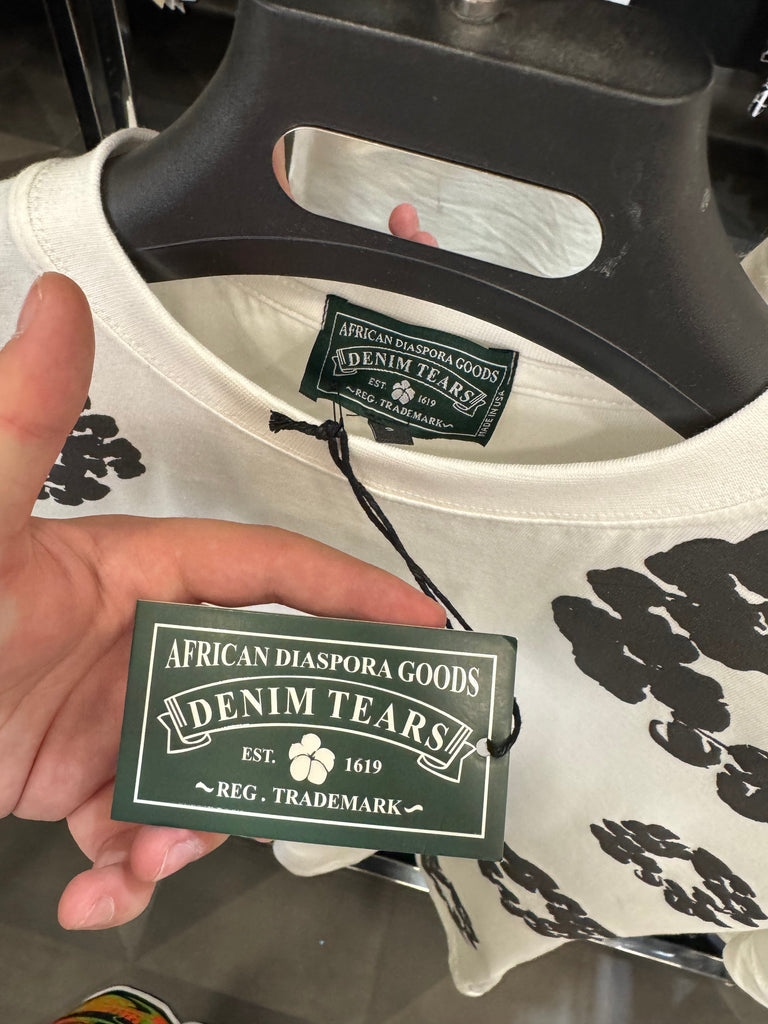 AFRICAN DIASPORA GOODS
DENIM TEARS
EST. 1619
~REG. TRADEMARK~
MADE IN USA
AFRICAN DIASPORA GOODS
DENIM TEARS
EST. 1619
~REG . TRADEMARK~